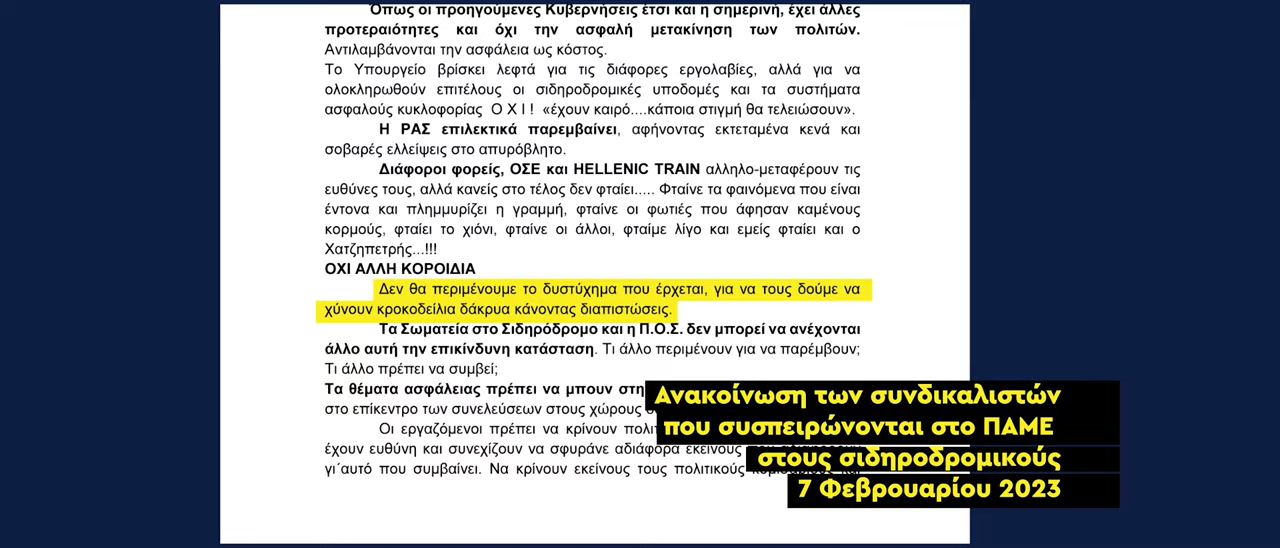 Όπως οι προηγούμενες Κυβερνήσεις έτσι και η σημερινή, έχει άλλες
προτεραιότητες και όχι την ασφαλή μετακίνηση των πολιτών.
Αντιλαμβάνονται την ασφάλεια ως κόστος.
Το Υπουργείο βρίσκει λεφτά για τις διάφορες εργολαβίες, αλλά για να
ολοκληρωθούν επιτέλους οι σιδηροδρομικές υποδομές και τα συστήματα
ασφαλούς κυκλοφορίας Ο Χ Ι ! «έχουν καιρό....κάποια στιγμή θα τελειώσουν».
Η ΡΑΣ επιλεκτικά παρεμβαίνει, αφήνοντας εκτεταμένα κενά και
σοβαρές ελλείψεις στο απυρόβλητο.
Διάφοροι φορείς, ΟΣΕ και HELLENIC TRAIN αλληλο-μεταφέρουν τις
ευθύνες τους, αλλά κανείς στο τέλος δεν φταίει..... Φταίνε τα φαινόμενα που είναι
έντονα και πλημμυρίζει η γραμμή, φταίνε οι φωτιές που άφησαν καμένους
κορμούς, φταίει το χιόνι, φταίνε οι άλλοι, φταίμε λίγο και εμείς φταίει και ο
Χατζηπετρής...!!!
ΟΧΙ ΑΛΛΗ ΚΟΡΟΙΔΙΑ
Δεν θα περιμένουμε το δυστύχημα που έρχεται, για να τους δούμε να
χύνουν κροκοδείλια δάκρυα κάνοντας διαπιστώσεις.
Τα Σωματεία στο Σιδηρόδρομο και η Π.Ο.Σ. δεν μπορεί να ανέχονται
άλλο αυτή την επικίνδυνη κατάσταση. Τι άλλο περιμένουν για να παρέμβουν;
Τι άλλο πρέπει να συμβεί;
Τα θέματα ασφάλειας πρέπει να μπουν στη
στο επίκεντρο των συνελεύσεων στους χώρους
Οι εργαζόμενοι πρέπει να κρίνουν
έχουν ευθύνη και συνεχίζουν να σφυράνε αδιάφορα εκείνους
γι΄αυτό που συμβαίνει. Να κρίνουν εκείνους τους πολιτικούς
Ανακοίνωση των συνδικαλιστών
που συσπειρώνονται στο ΠΑΜΕ
στους σιδηροδρομικούς
7 Φεβρουαρίου 2023